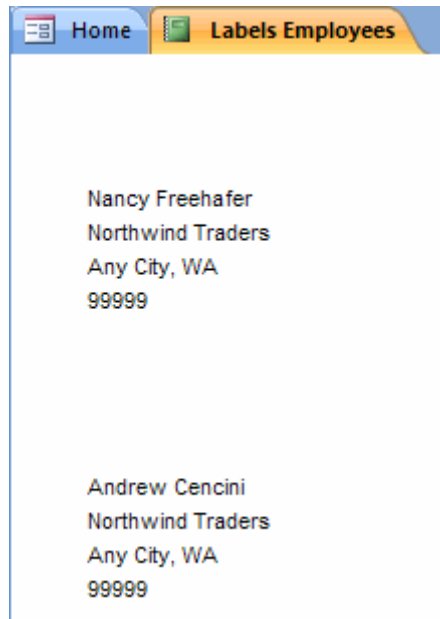 Home Labels Employees
Nancy Freehafer
Northwind Traders
Any City, WA
99999
Andrew Cencini
Northwind Traders
Any City, WA
99999